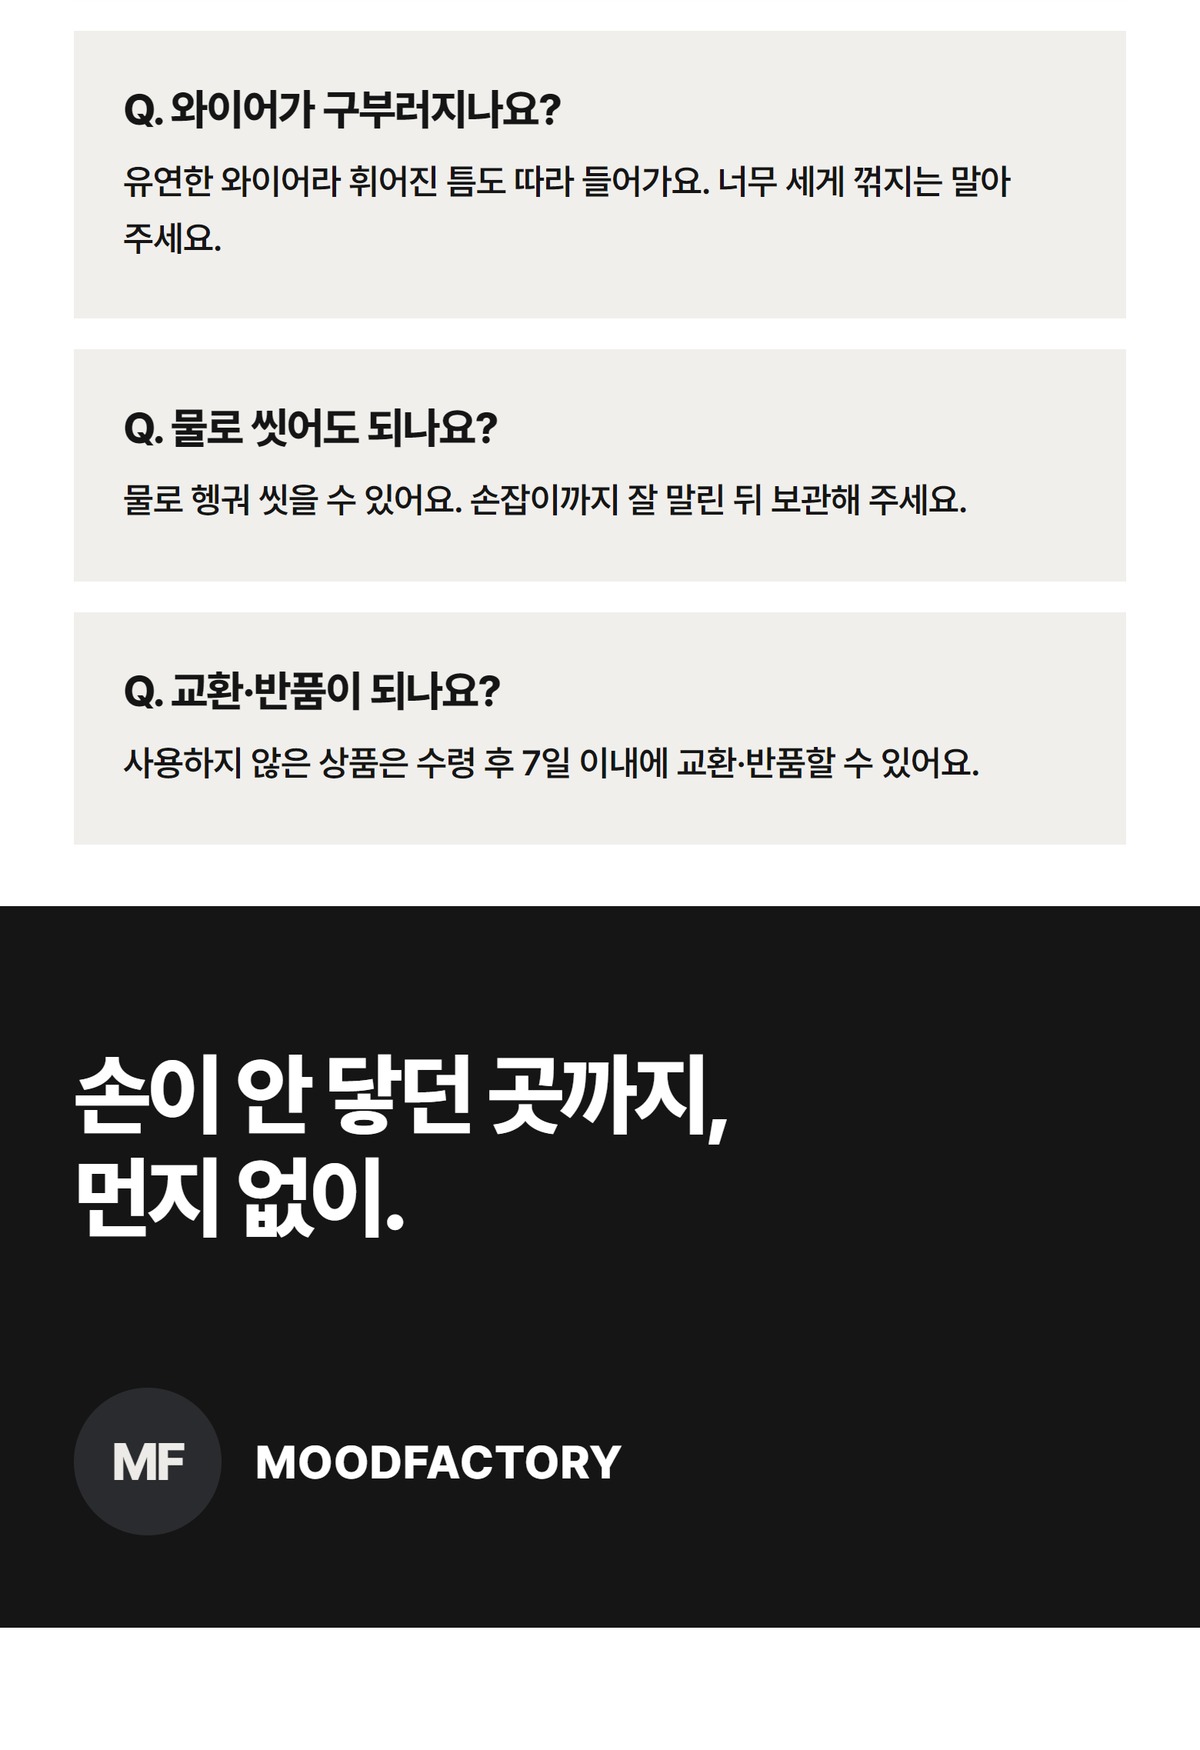 Q. 와이어가 구부러지나요?
유연한 와이어라 휘어진 틈도 따라 들어가요. 너무 세게 꺾지는 말아
주세요.
Q. 물로 씻어도 되나요?
물로 헹궈 씻을 수 있어요. 손잡이까지 잘 말린 뒤 보관해 주세요.
Q. 교환·반품이 되나요?
사용하지 않은 상품은 수령 후 7일 이내에 교환·반품할 수 있어요.
손이 안 닿던 곳까지,
먼지 없이.
MF
MOODFACTORY